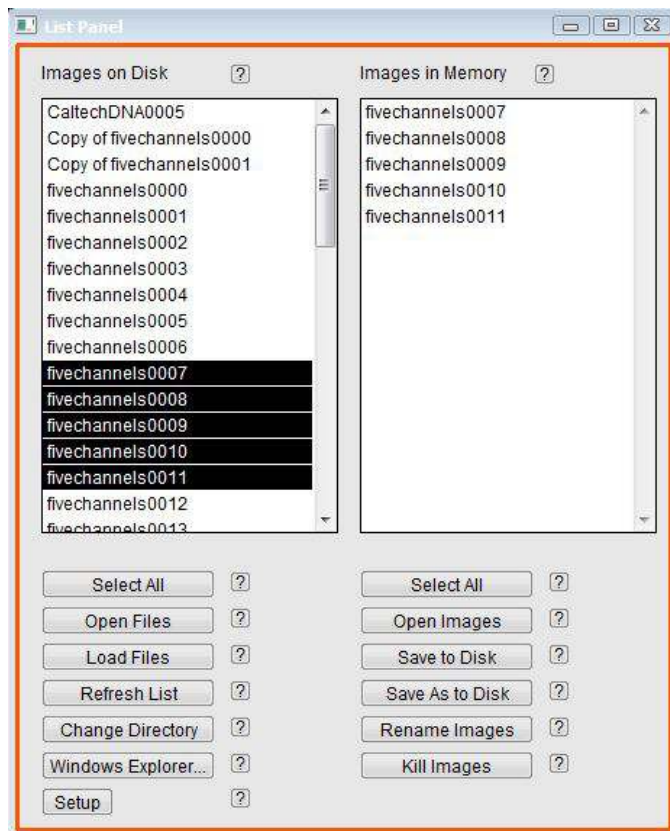 List Panel
Images on Disk ?
CaltechDNA0005
Copy of fivechannels0000
Copy of fivechannels0001
fivechannels0000
fivechannels0001
fivechannels0002
fivechannels0003
fivechannels0004
fivechannels0005
fivechannels0006
fivechannels0007
fivechannels0008
fivechannels0009
fivechannels0010
fivechannels0011
fivechannels0012
fivechannels0013
Select All ?
Open Files ?
Load Files ?
Refresh List ?
Change Directory ?
Windows Explorer... ?
Setup ?
Images in Memory ?
fivechannels0007
fivechannels0008
fivechannels0009
fivechannels0010
fivechannels0011
Select All ?
Open Images ?
Save to Disk ?
Save As to Disk ?
Rename Images ?
Kill Images ?